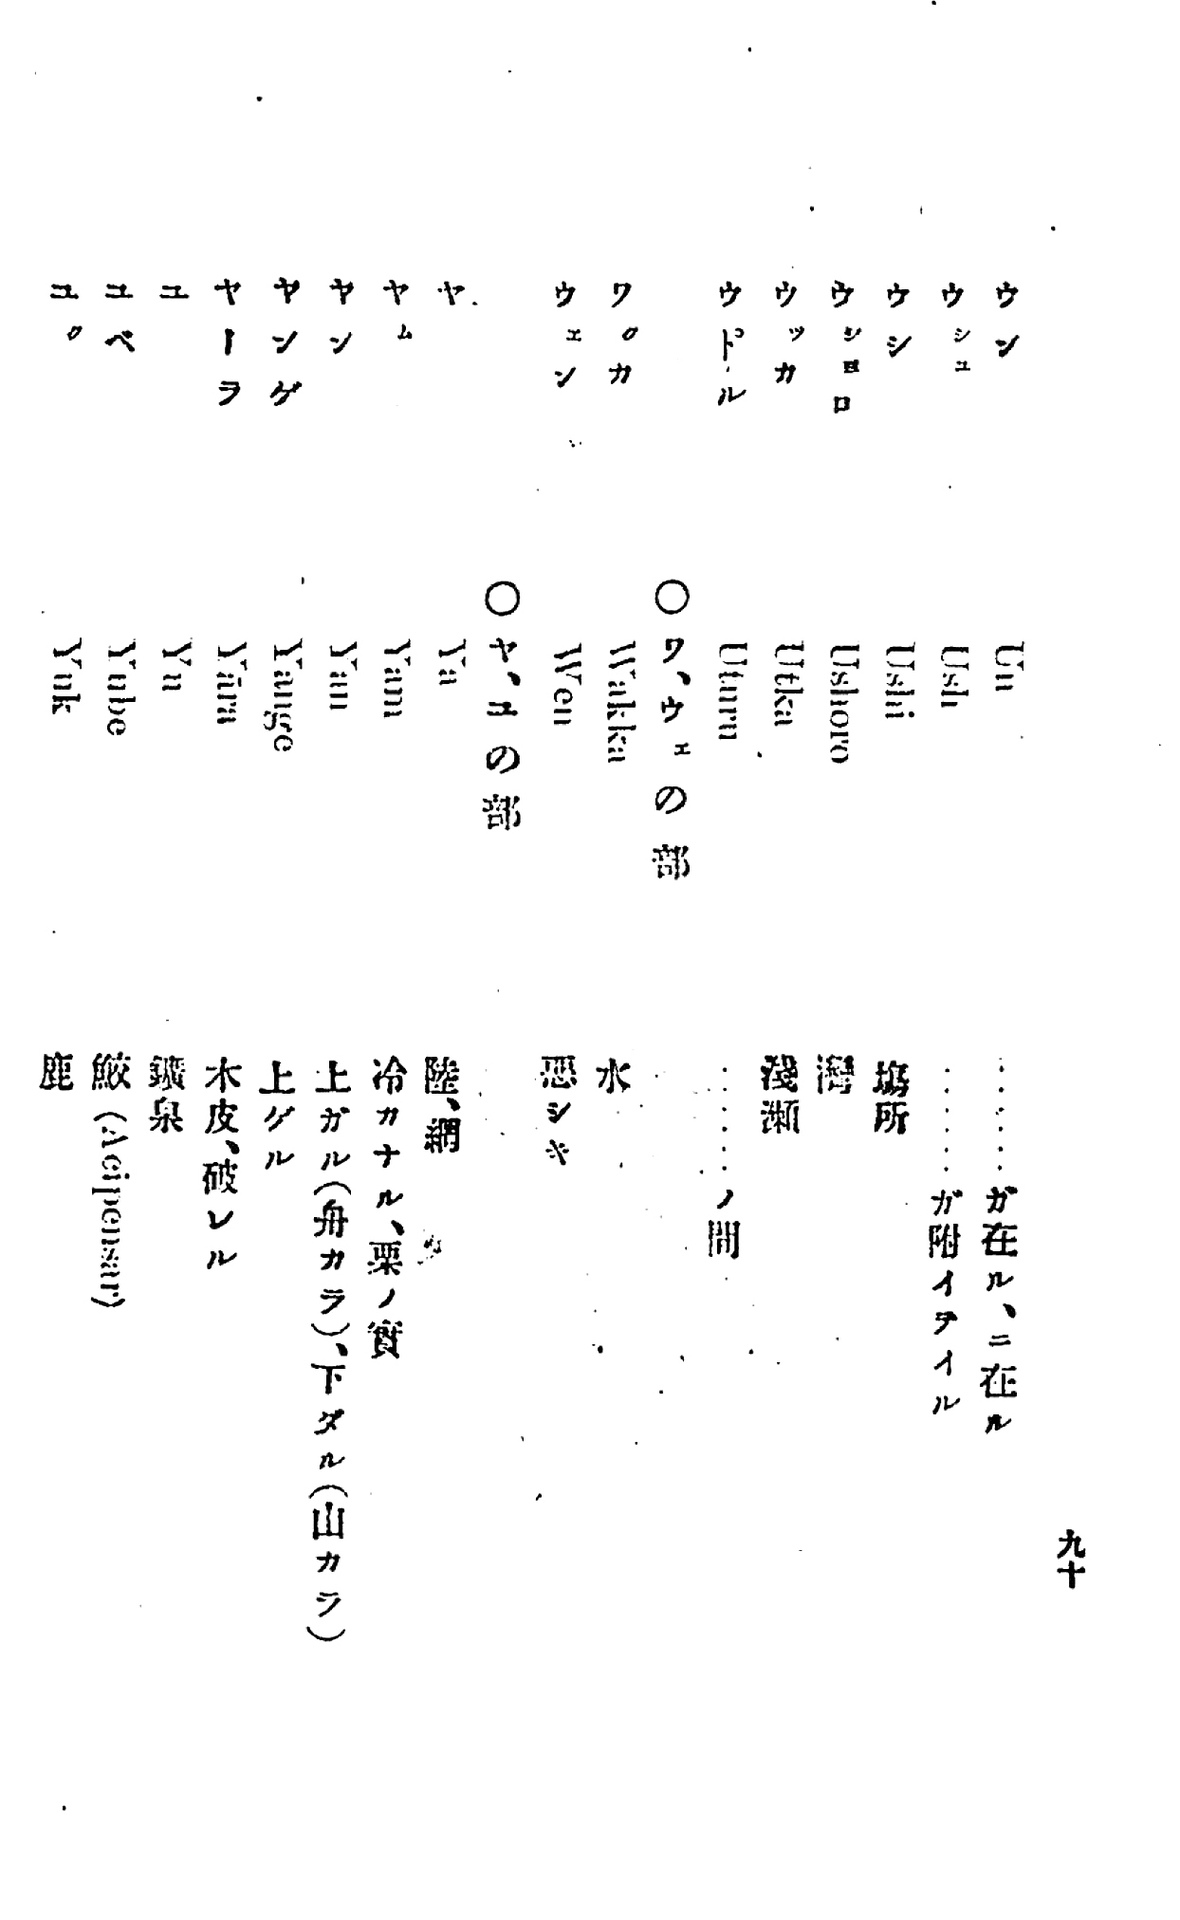 九十
ウン Un ……ガ在ル、ニ在ル
ウシュ Ush ……ガ附イテイル
ウシ Ushi 塲所
ウショロ Ushoro 灣
ウッカ Utka 淺瀬
ウド゚ル Uturu ……ノ間
○ワ、ウェの部
ワㇰカ Wakka 水
ウェン Wen 惡シキ
○ヤ、ユの部
ヤ Ya 陸、網
ヤㇺ Yam 冷カナル、栗ノ實
ヤン Yan 上ガル(舟カラ)、下ダル(山カラ)
ヤンゲ Yange 上ゲル
ヤーラ Yāra 木皮、破レル
ユ Yu 鑛泉
ユベ Yube 鮫(Acipensar)
ユㇰ Yuk 鹿